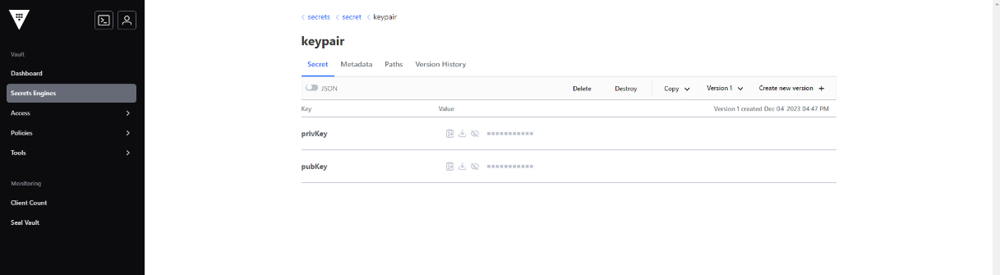 secrets secret keypair
keypair
Vault
Dashboard
Secrets Engines
Access
Policies
Tools
Monitoring
Client Count
Seal Vault
Secret Metadata Paths Version History
JSON Delete Destroy Copy Version 1 Create new version +
Key Value Version 1 created Dec 04 2023 04:47 PM
privKey
pubKey